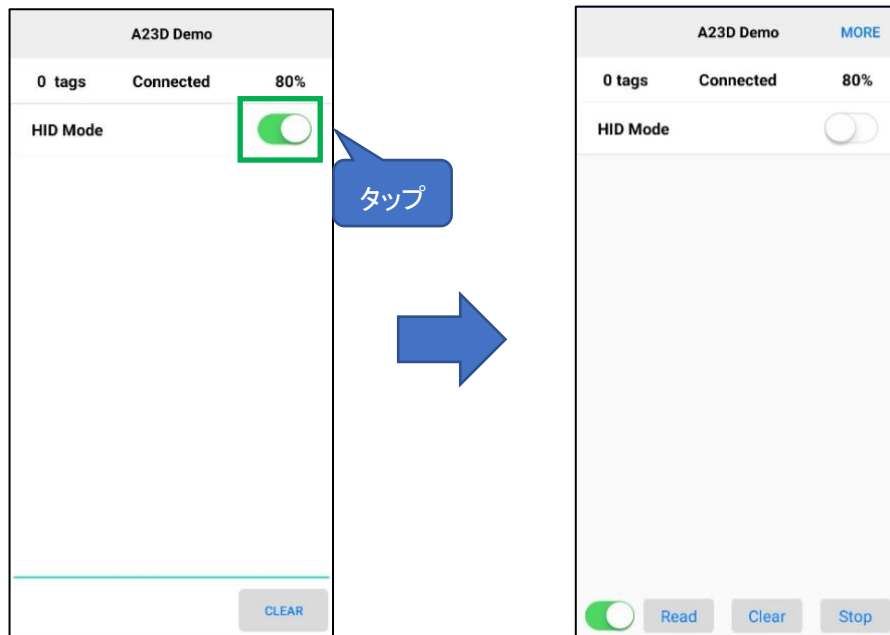 A23D Demo
0 tags Connected 80%
HID Mode
CLEAR
タップ
A23D Demo MORE
0 tags Connected 80%
HID Mode
Read Clear Stop